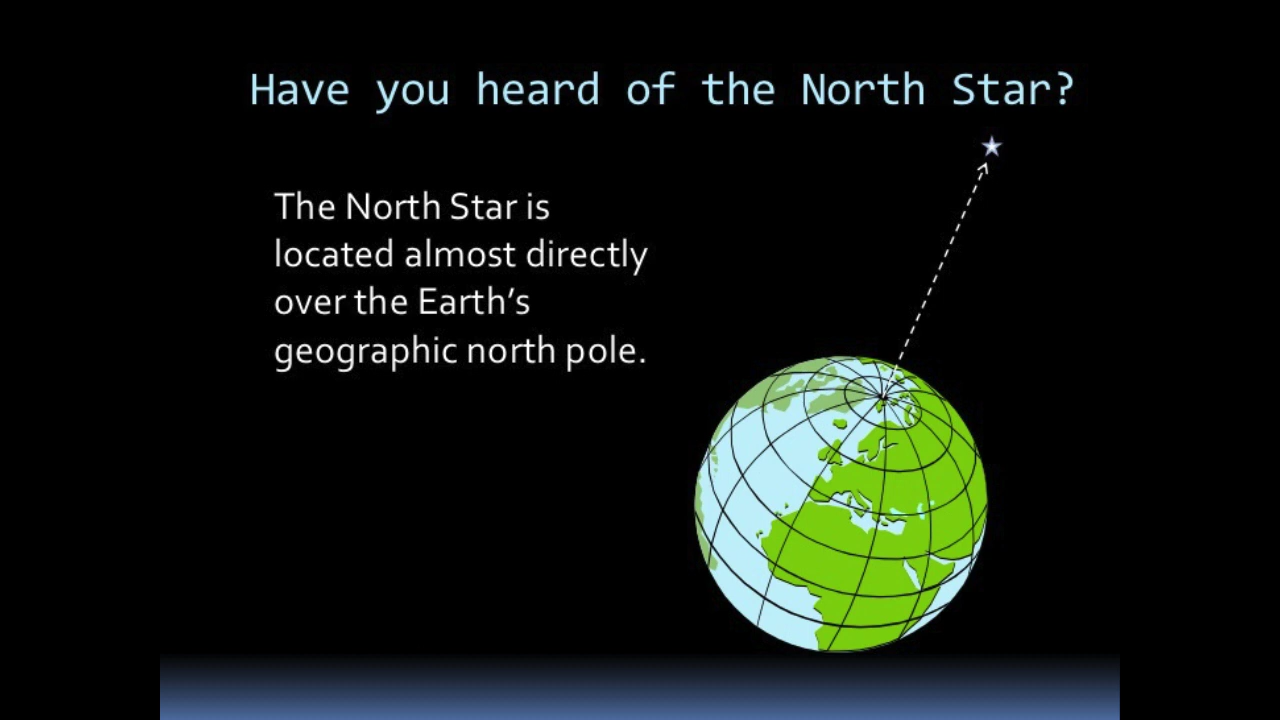 Have you heard of the North Star?
The North Star is
located almost directly
over the Earth’s
geographic north pole.